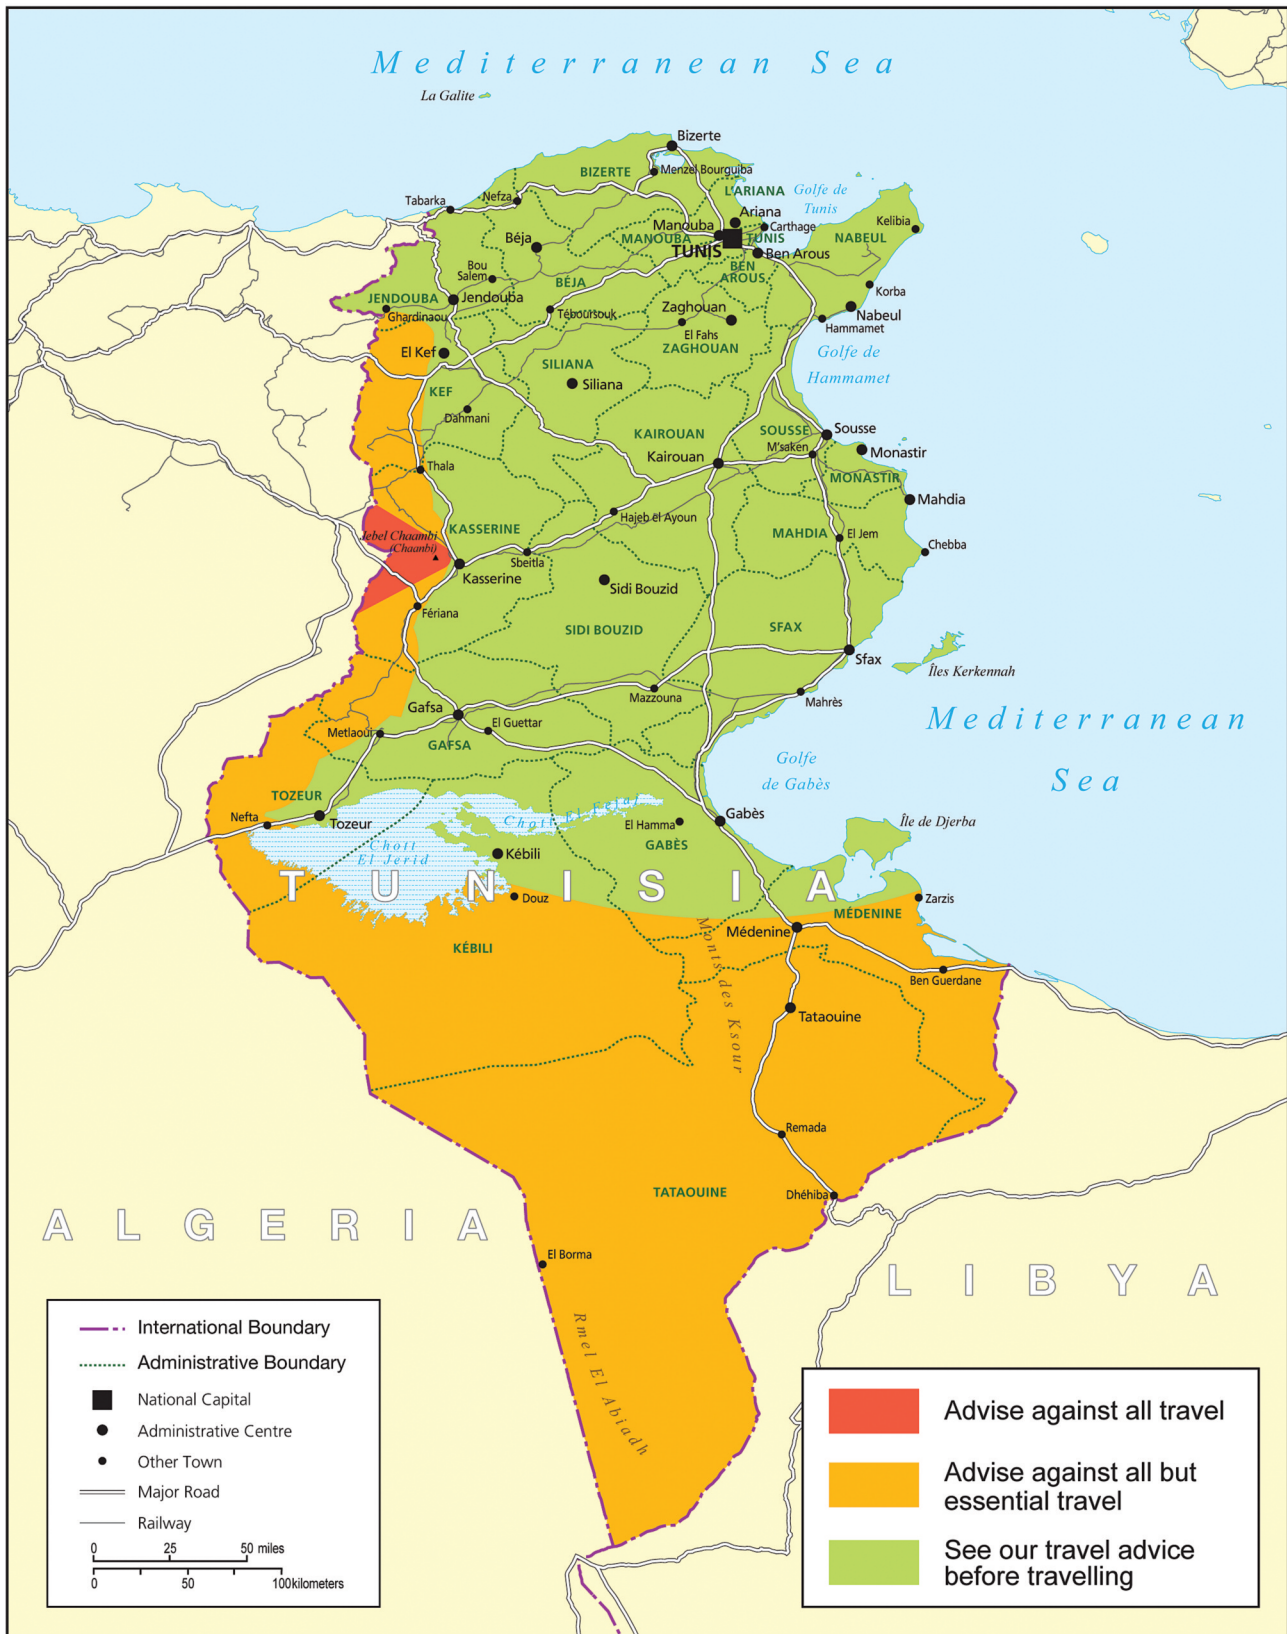 Mediterranean Sea
La Galite
Bizerte
Menzel Bourguiba
BIZERTE
L'ARIANA
Golfe de
Tunis
Tabarka
Nefza
Ariana
Carthage
Kelibia
Manouba
MANOUBA
TUNIS
TUNIS
NABEUL
Béja
Ben Arous
BEN
AROUS
Bou
Salem
BÉJA
Korba
JENDOUBA
Jendouba
Ghardinaou
Téboursouk
Zaghouan
Nabeul
El Fahs
Hammamet
ZAGHOUAN
El Kef
Golfe de
Hammamet
SILIANA
Siliana
KEF
Dahmani
KAIROUAN
SOUSSE
Sousse
Kairouan
M'saken
Monastir
Thala
MONASTIR
Mahdia
Hajeb el Ayoun
KASSERINE
MAHDIA
El Jem
Jebel Chaambi
(Chaanbi)
Chebba
Sbeitla
Kasserine
Sidi Bouzid
Fériana
SIDI BOUZID
SFAX
Sfax
Îles Kerkennah
Mazzouna
Mahrès
Gafsa
El Guettar
Metlaoui
GAFSA
Mediterranean
Sea
Golfe
de Gabès
TOZEUR
Nefta
Tozeur
Chott El Fejaj
El Hamma
Gabès
Île de Djerba
Chott
El Jerid
Kébili
GABÈS
TUNISIA
Douz
Zarzis
MÉDENINE
Médenine
KÉBILI
Monts des Ksour
Ben Guerdane
Tataouine
Remada
TATAOUINE
Dhéhiba
ALGERIA
El Borma
LIBYA
Rmel El Abiadh
International Boundary
Administrative Boundary
National Capital
Administrative Centre
Other Town
Major Road
Railway
0 25 50 miles
0 50 100kilometers
Advise against all travel
Advise against all but
essential travel
See our travel advice
before travelling